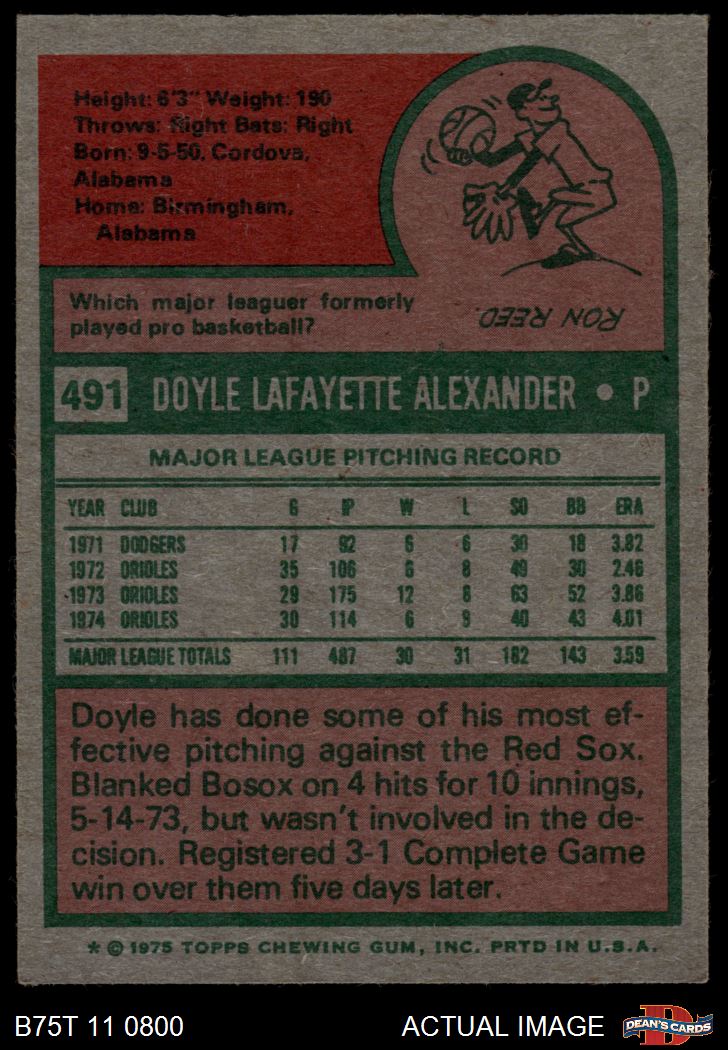 Height: 6'3" Weight: 190
Throws: Right Bats: Right
Born: 9-5-50, Cordova,
Alabama
Home: Birmingham,
Alabama
Which major leaguer formerly
played pro basketball?
RON REED.
491 DOYLE LAFAYETTE ALEXANDER • P
MAJOR LEAGUE PITCHING RECORD
YEAR CLUB G IP W L SO BB ERA
1971 DODGERS 17 92 6 6 30 18 3.82
1972 ORIOLES 35 106 6 8 49 30 2.46
1973 ORIOLES 29 175 12 8 63 52 3.86
1974 ORIOLES 30 114 6 9 40 43 4.01
MAJOR LEAGUE TOTALS 111 487 30 31 182 143 3.59
Doyle has done some of his most ef-
fective pitching against the Red Sox.
Blanked Bosox on 4 hits for 10 innings,
5-14-73, but wasn't involved in the de-
cision. Registered 3-1 Complete Game
win over them five days later.
* © 1975 TOPPS CHEWING GUM, INC. PRTD IN U.S.A.
B75T 11 0800 ACTUAL IMAGE D DEAN'S CARDS